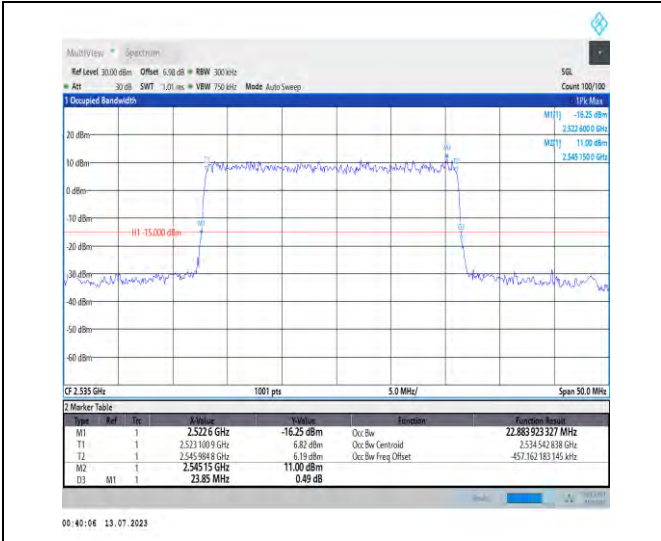 MultiView Spectrum
Ref Level 30.00 dBm Offset 6.98 dB RBW 300 kHz SGL
Att 30 dB SWT 1.01 ms VBW 750 kHz Mode Auto Sweep Count 100/100
1 Occupied Bandwidth 1Pk Max
M1[1] -16.25 dBm
2.522 600 0 GHz
M2[1] 11.00 dBm
2.545 150 0 GHz
20 dBm
10 dBm
0 dBm
-10 dBm
H1 -15.000 dBm
-20 dBm
-30 dBm
-40 dBm
-50 dBm
-60 dBm
CF 2.535 GHz 1001 pts 5.0 MHz/ Span 50.0 MHz
2 Marker Table
Type Ref Trc X-Value Y-Value Function Function Result
M1 1 2.522 6 GHz -16.25 dBm Occ Bw 22.883 923 327 MHz
T1 1 2.523 100 9 GHz 6.82 dBm Occ Bw Centroid 2.534 542 838 GHz
T2 1 2.545 984 8 GHz 6.19 dBm Occ Bw Freq Offset -457.162 183 145 kHz
M2 1 2.545 15 GHz 11.00 dBm
D3 M1 1 23.85 MHz 0.49 dB
00:40:06 13.07.2023